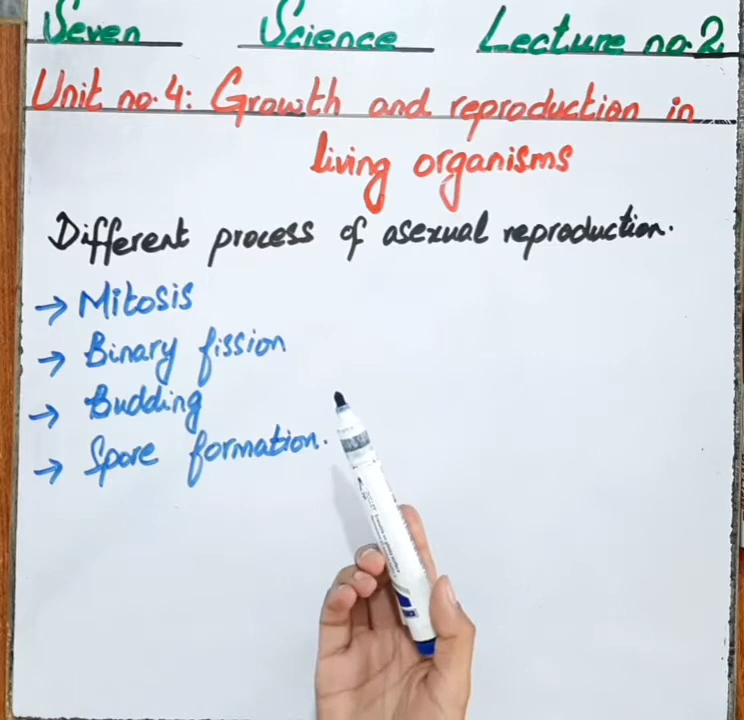 Seven Science Lecture no.2
Unit no.4: Growth and reproduction in
living organisms
Different process of asexual reproduction.
→ Mitosis
→ Binary fission
→ Budding
→ Spore formation.